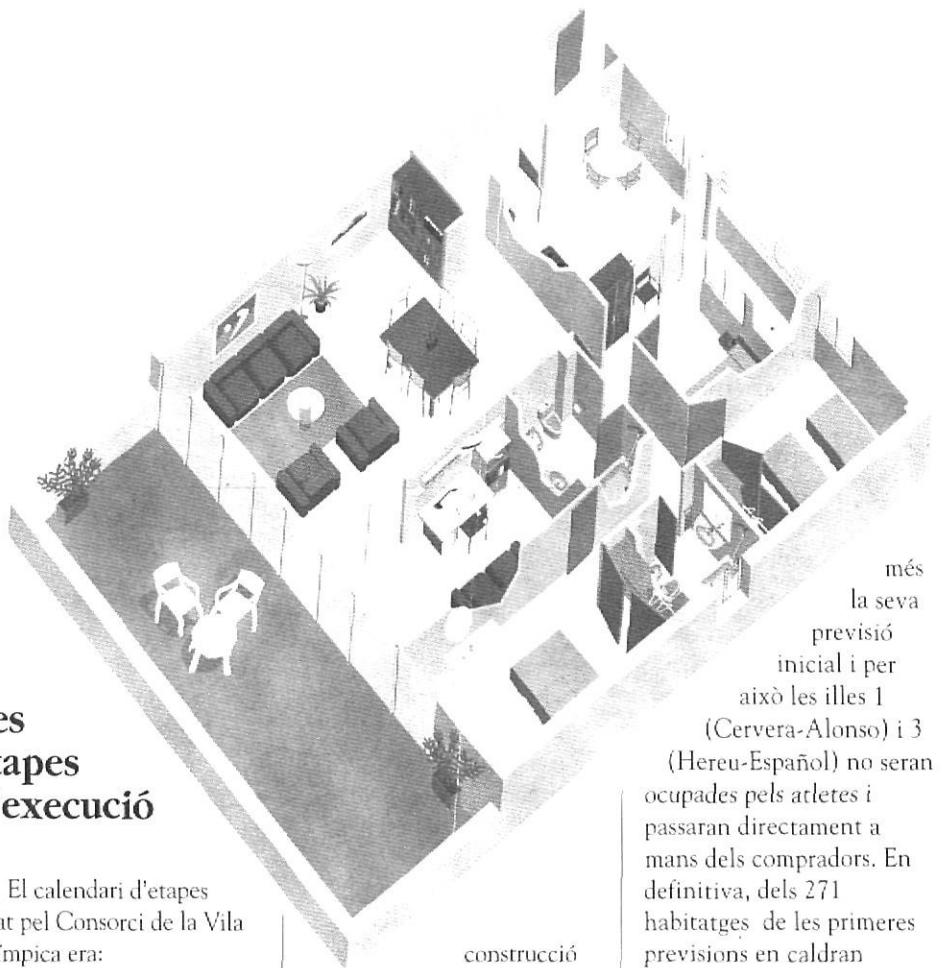 es
tapes
'execució
El calendari d'etapes
at pel Consorci de la Vila
ímpica era:
construcció
més
la seva
previsió
inicial i per
això les illes 1
(Cervera-Alonso) i 3
(Hereu-Español) no seran
ocupades pels atletes i
passaran directament a
mans dels compradors. En
definitiva, dels 271
habitatges de les primeres
previsions en caldran